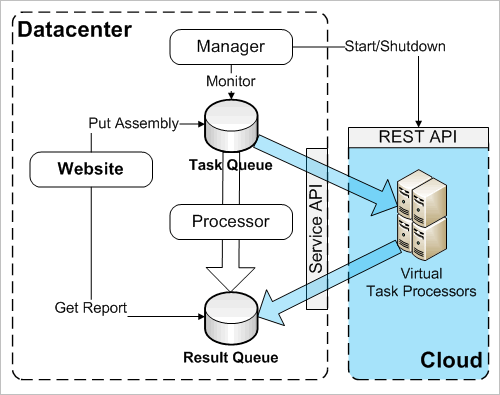 Datacenter
Manager
Start/Shutdown
Monitor
Put Assembly
REST API
Task Queue
Website
Service API
Processor
Virtual
Task Processors
Get Report
Result Queue
Cloud